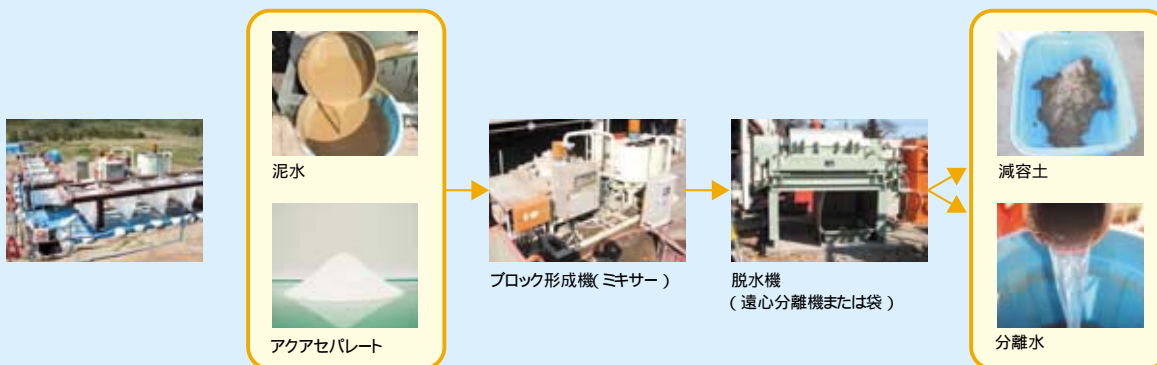 泥水
アクアセパレート
ブロック形成機(ミキサー)
脱水機
(遠心分離機または袋)
減容土
分離水